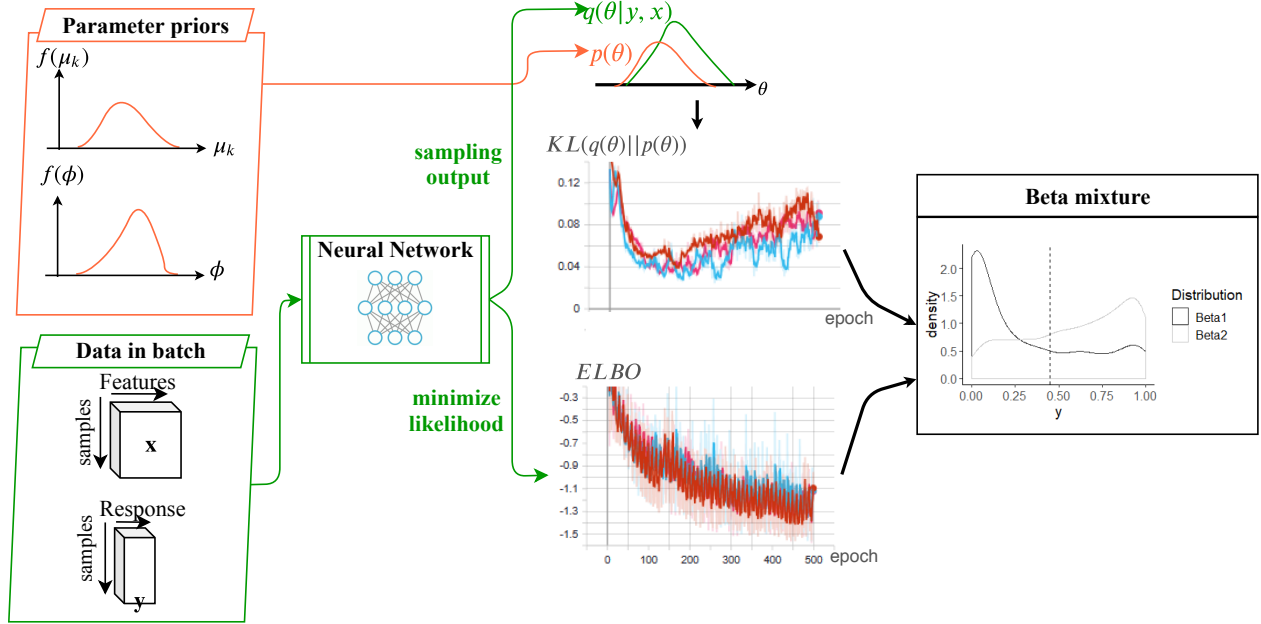 Parameter priors
f(μ_k)
μ_k
f(ϕ)
ϕ
Data in batch
Features
samples
x
Response
samples
y
Neural Network
sampling
output
minimize
likelihood
q(θ|y, x)
p(θ)
θ
KL(q(θ)||p(θ))
0.12
0.08
0.04
0
epoch
ELBO
-0.3
-0.5
-0.7
-0.9
-1.1
-1.3
-1.5
0 100 200 300 400 500
epoch
Beta mixture
density
2.0
1.5
1.0
0.5
0.0
0.00 0.25 0.50 0.75 1.00
y
Distribution
Beta1
Beta2